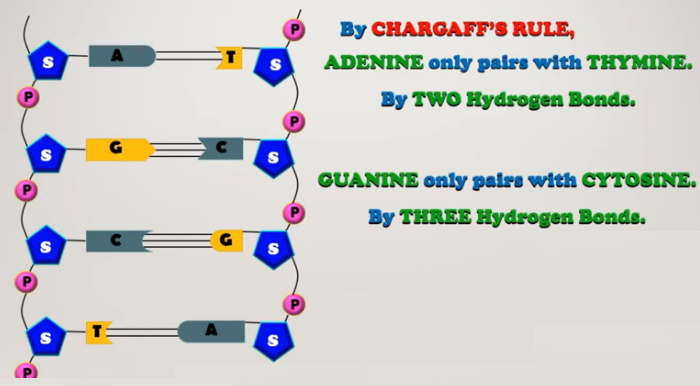 P
By CHARGAFF'S RULE,
S A T S
ADENINE only pairs with THYMINE.
P
By TWO Hydrogen Bonds.
P
S G C S
P
GUANINE only pairs with CYTOSINE.
P
By THREE Hydrogen Bonds.
S C G S
P
P
S T A S
P